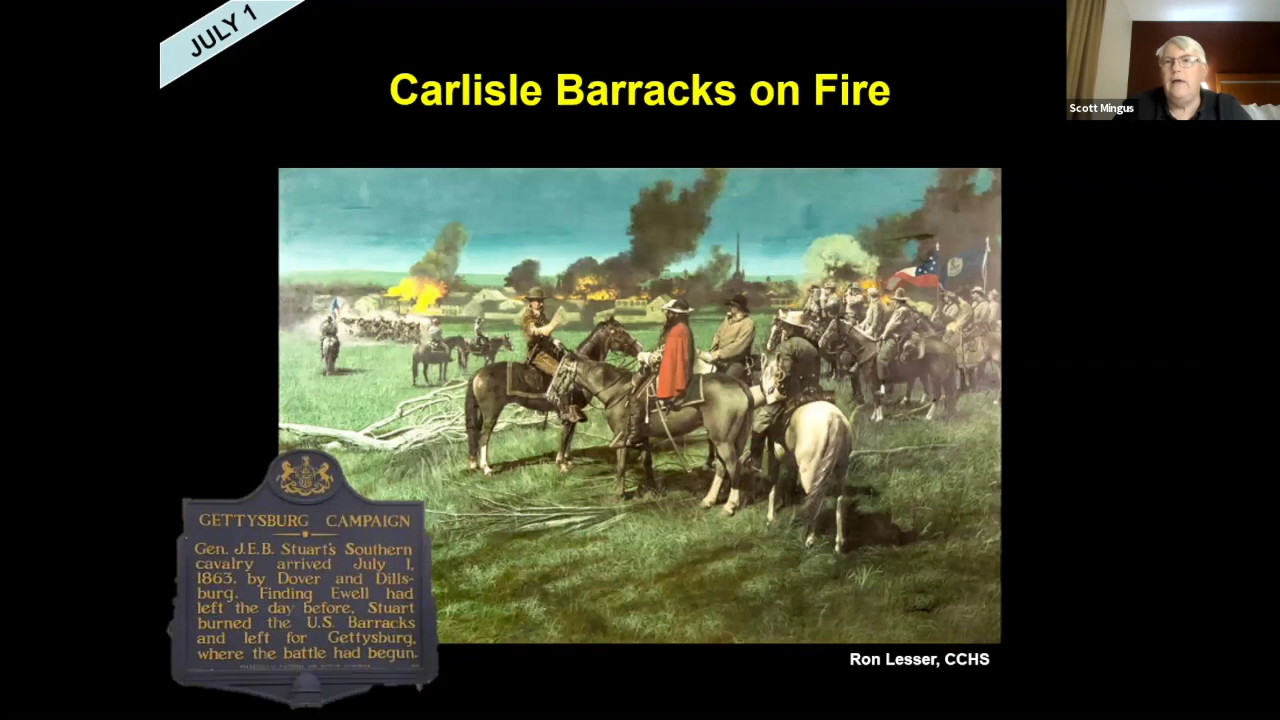 JULY 1
Carlisle Barracks on Fire
Scott Mingus
GETTYSBURG CAMPAIGN
Gen. J.E.B. Stuart's Southern
cavalry arrived July 1,
1863, by Dover and Dills-
burg. Finding Ewell had
left the day before, Stuart
burned the U.S. Barracks
and left for Gettysburg,
where the battle had begun.
Ron Lesser, CCHS